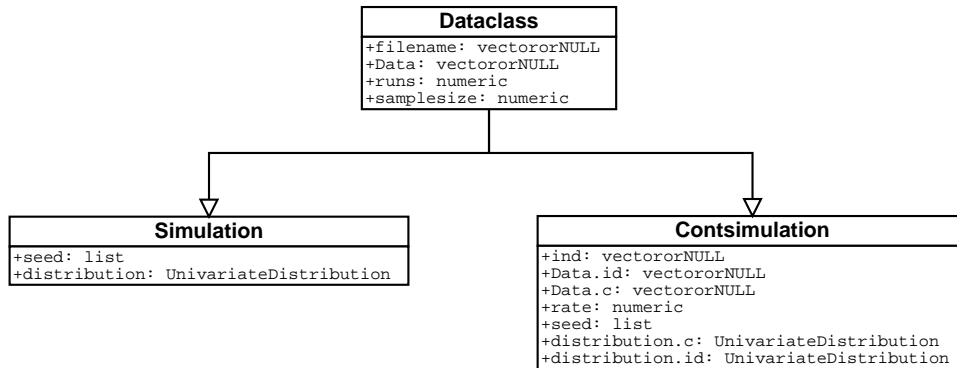 Dataclass
+filename: vectororNULL
+Data: vectororNULL
+runs: numeric
+samplesize: numeric
Simulation
+seed: list
+distribution: UnivariateDistribution
Contsimulation
+ind: vectororNULL
+Data.id: vectororNULL
+Data.c: vectororNULL
+rate: numeric
+seed: list
+distribution.c: UnivariateDistribution
+distribution.id: UnivariateDistribution